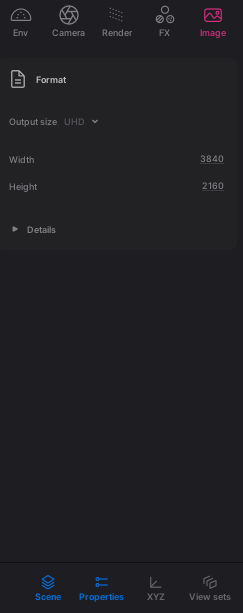 Env Camera Render FX Image
Format
Output size UHD
Width 3840
Height 2160
Details
Scene Properties XYZ View sets